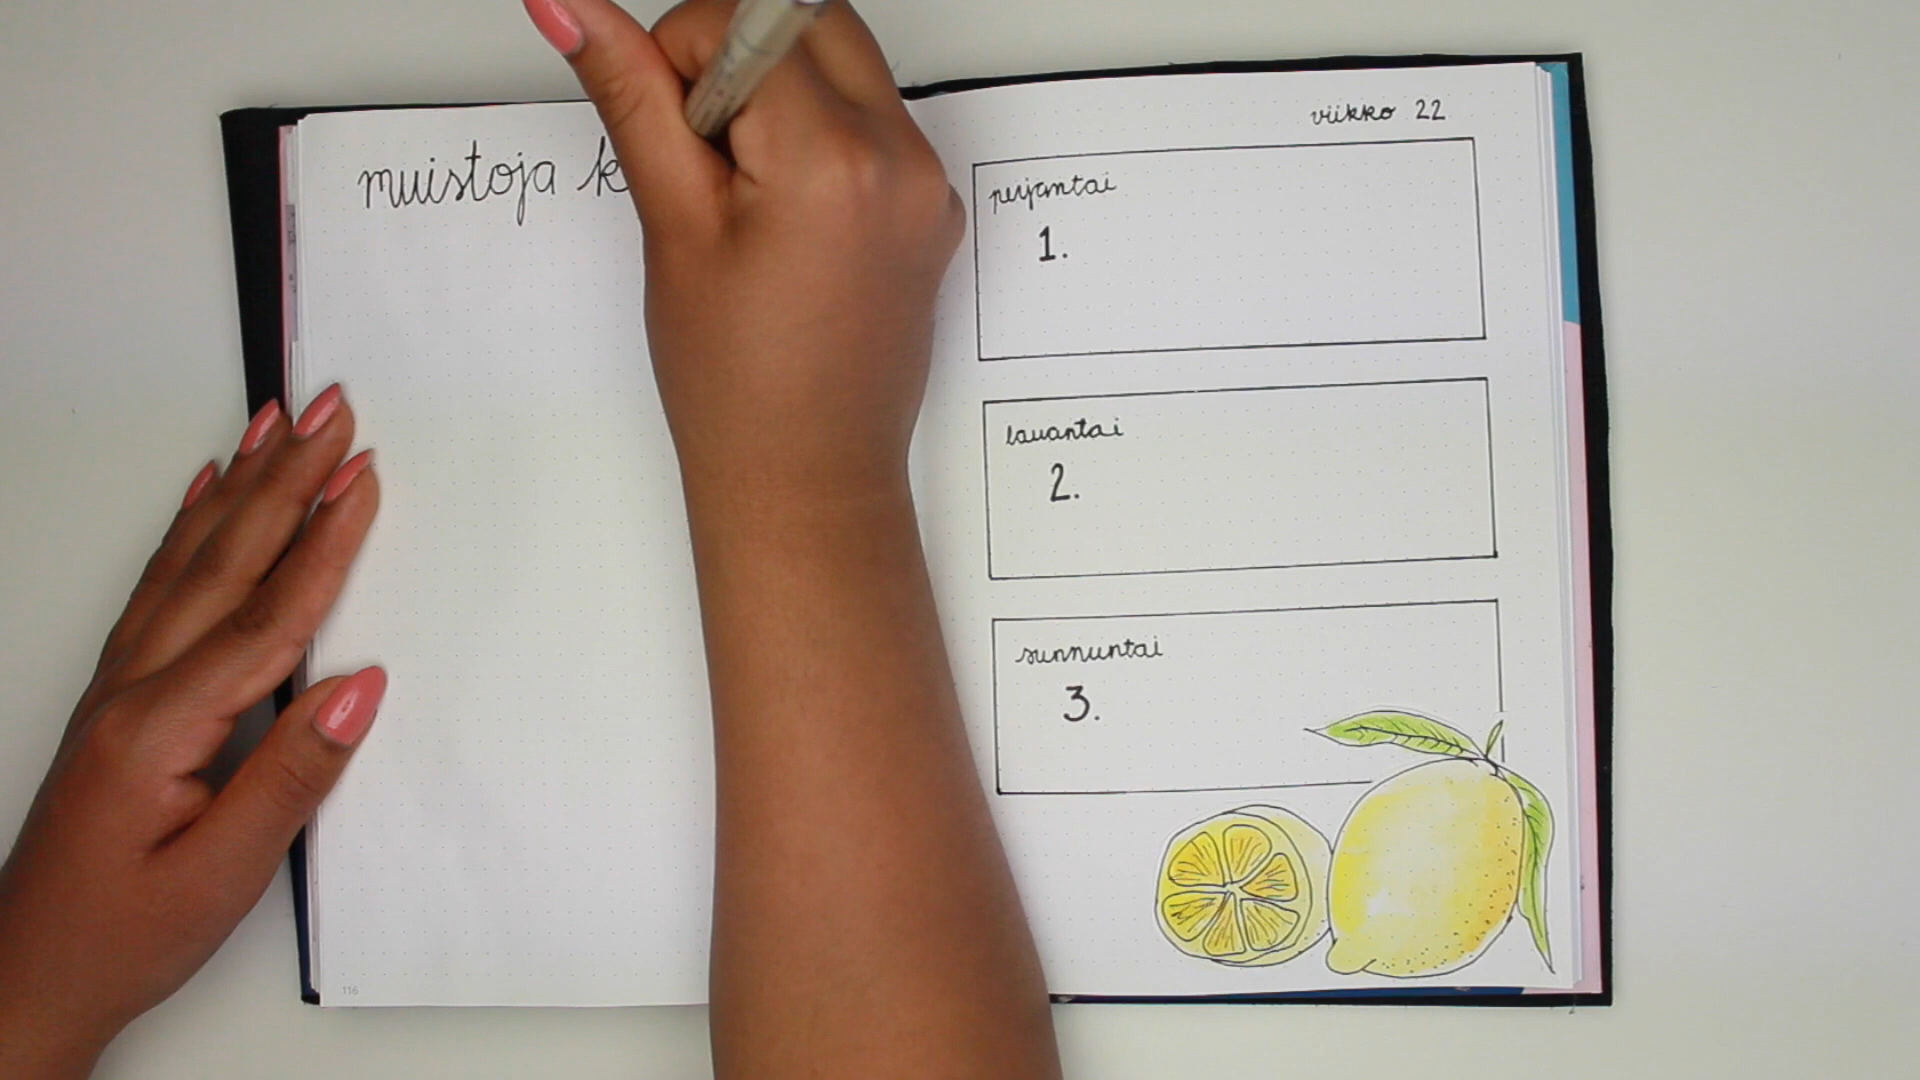 muistoja
viikko 22
perjantai
1.
lauantai
2.
sunnuntai
3.
116